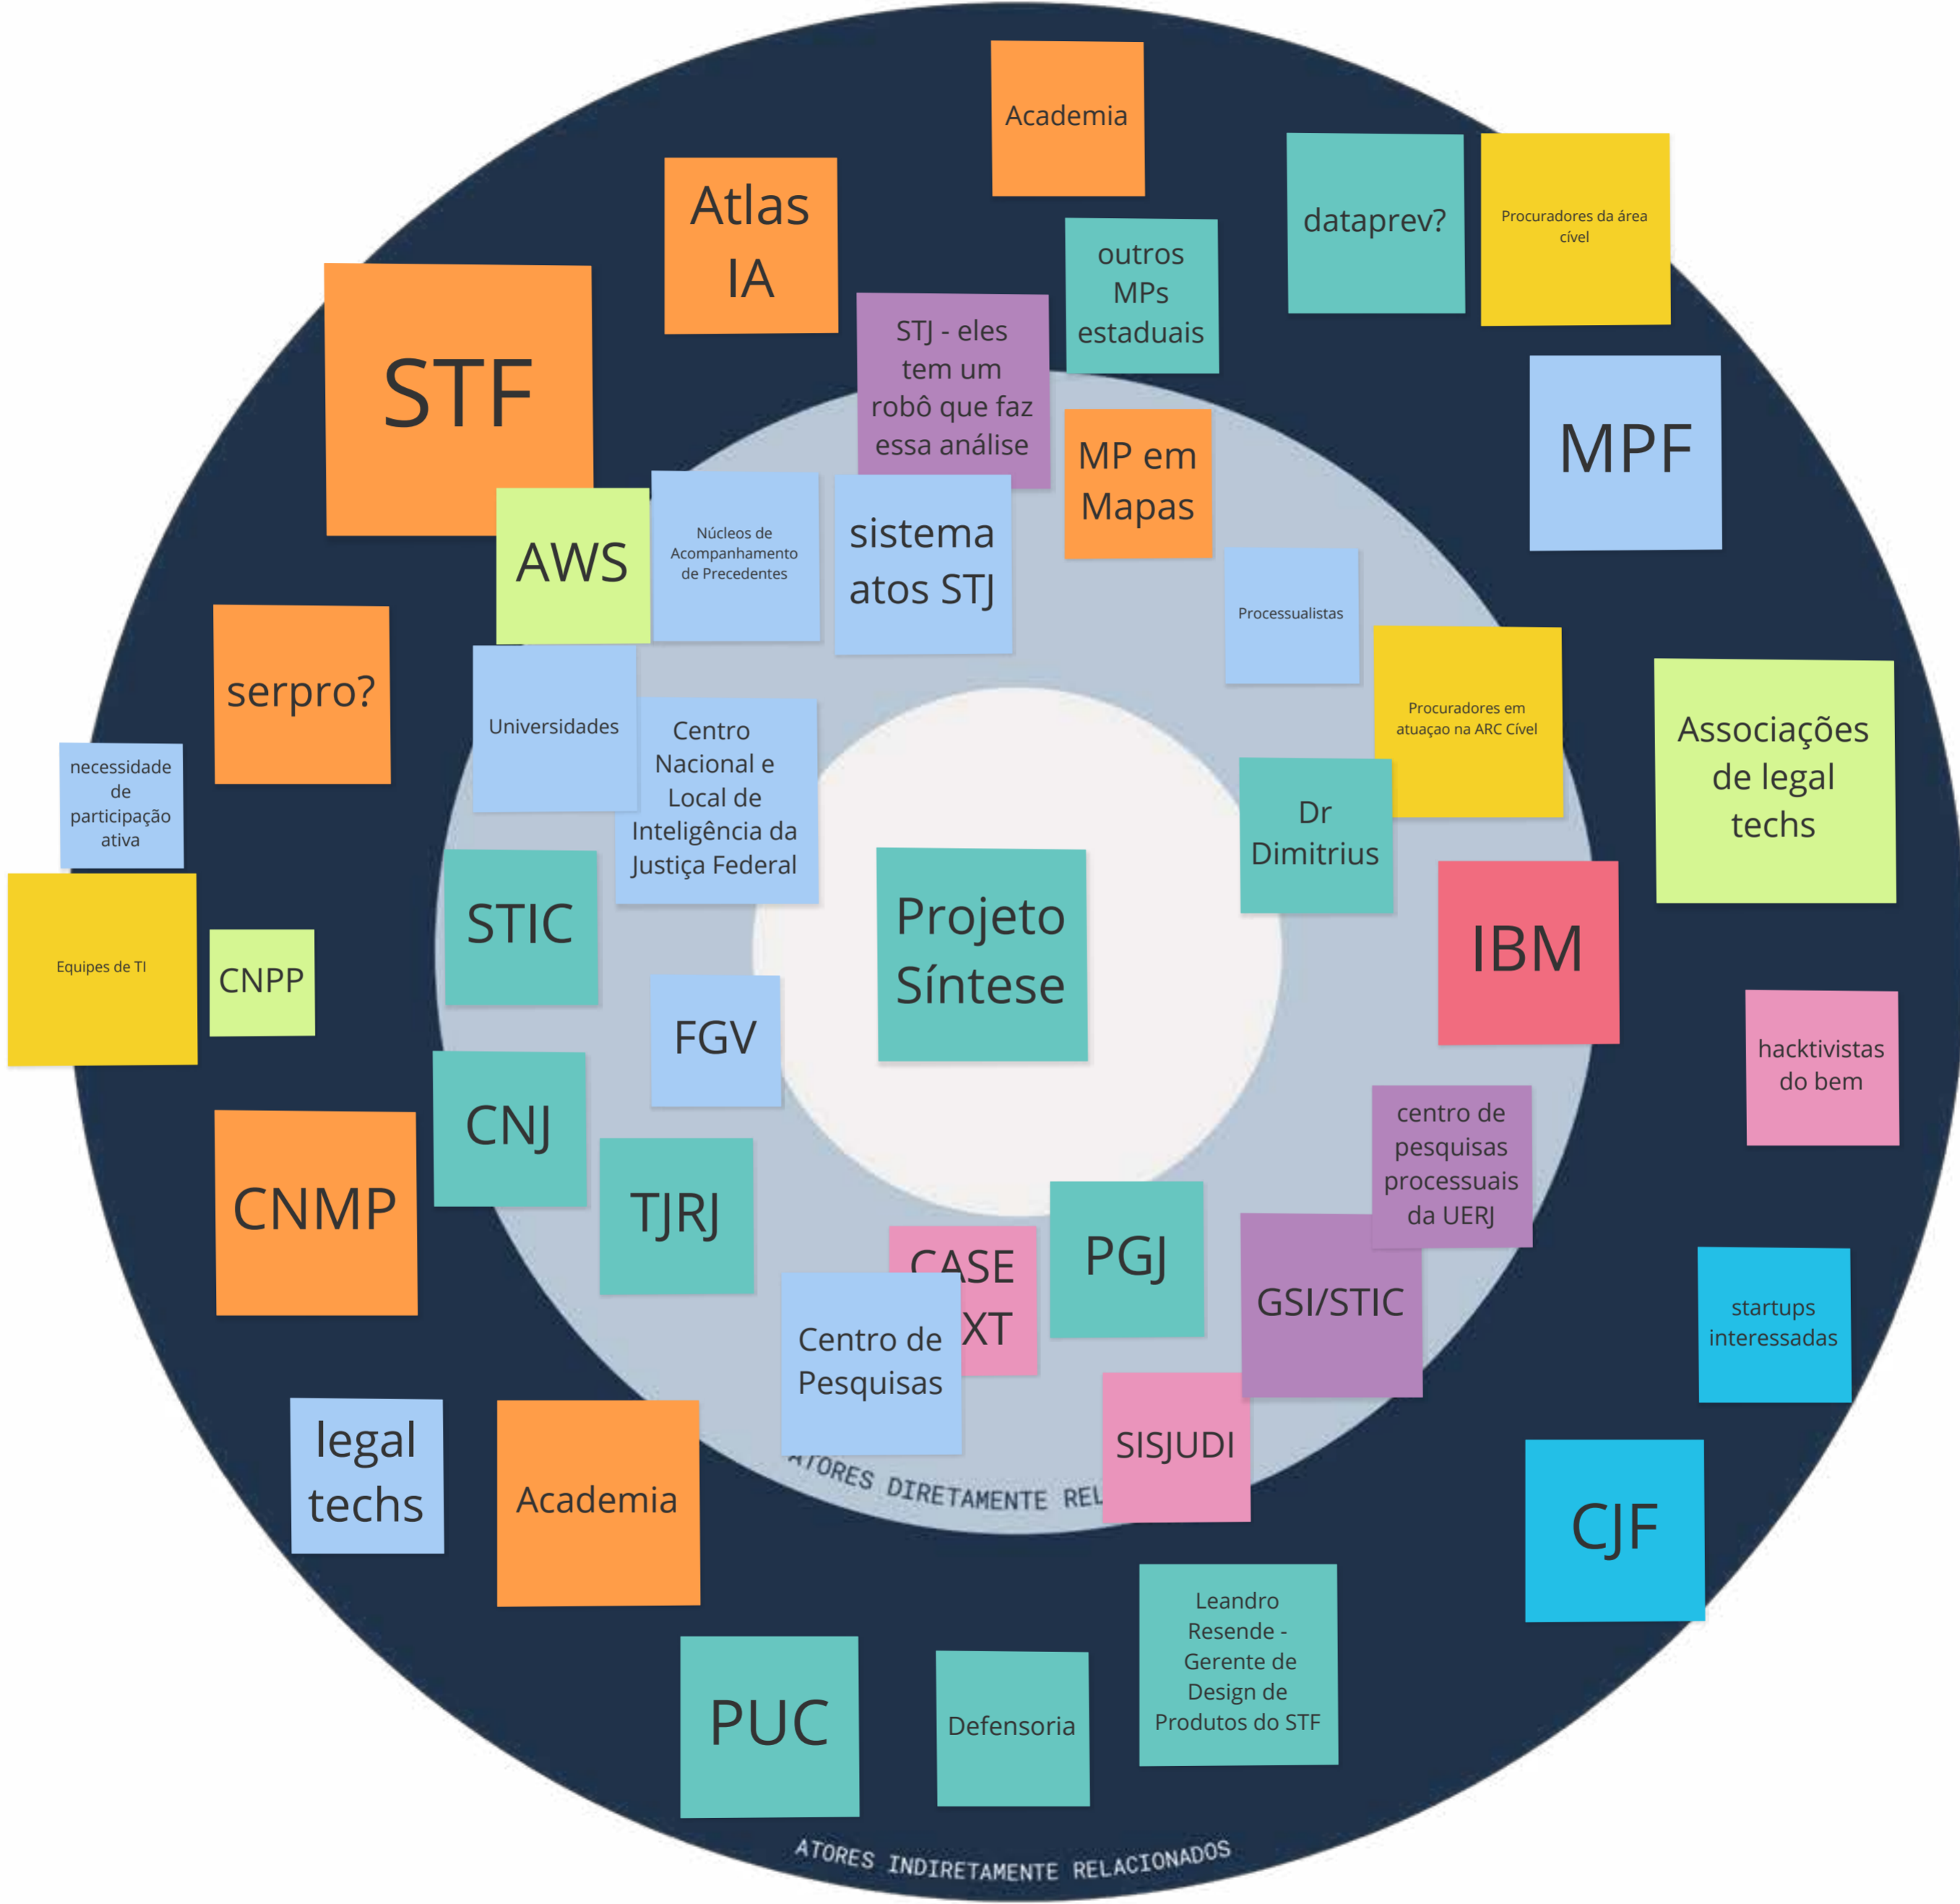 Academia
Atlas
IA
dataprev?
Procuradores da área
cível
outros
MPs
estaduais
STF
STJ - eles
tem um
robô que faz
essa análise
MP em
Mapas
MPF
AWS
Núcleos de
Acompanhamento
de Precedentes
sistema
atos STJ
Processualistas
serpro?
Universidades
Centro
Nacional e
Local de
Inteligência da
Justiça Federal
Procuradores em
atuaçao na ARC Cível
Associações
de legal
techs
necessidade
de
participação
ativa
Dr
Dimitrius
STIC
Projeto
Síntese
IBM
Equipes de TI
CNPP
FGV
hacktivistas
do bem
CNJ
centro de
pesquisas
processuais
da UERJ
CNMP
TJRJ
CASE
XT
PGJ
GSI/STIC
Centro de
Pesquisas
startups
interessadas
SISJUDI
legal
techs
Academia
ATORES DIRETAMENTE REL
CJF
Leandro
Resende -
Gerente de
Design de
Produtos do STF
PUC
Defensoria
ATORES INDIRETAMENTE RELACIONADOS